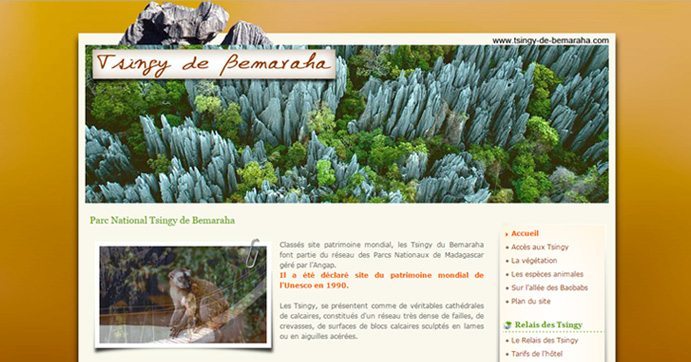 www.tsingy-de-bemaraha.com
Tsingy de Bemaraha
Parc National Tsingy de Bemaraha
Classés site patrimoine mondial, les Tsingy du Bemaraha
font partie du réseau des Parcs Nationaux de Madagascar
géré par l'Angap.
Il a été déclaré site du patrimoine mondial de
l'Unesco en 1990.
Les Tsingy, se présentent comme de véritables cathédrales
de calcaires, constitués d'un réseau très dense de failles, de
crevasses, de surfaces de blocs calcaires sculptés en lames
ou en aiguilles acérées.
Accueil
Accès aux Tsingy
La végétation
Les espèces animales
Sur l'allée des Baobabs
Plan du site
Relais des Tsingy
Le Relais des Tsingy
Tarifs de l'hôtel